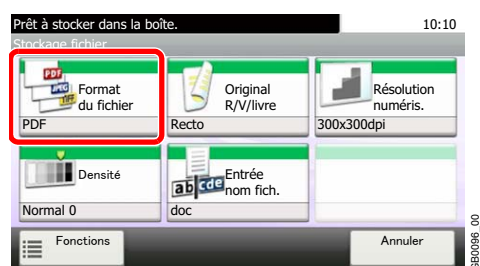 Prêt à stocker dans la boîte.
10:10
Stockage fichier
PDF
JPEG
TIFF
Format
du fichier
PDF
Original
R/V/livre
Recto
Résolution
numéris.
300x300dpi
Densité
Normal 0
ab cde
Entrée
nom fich.
doc
Fonctions
Annuler